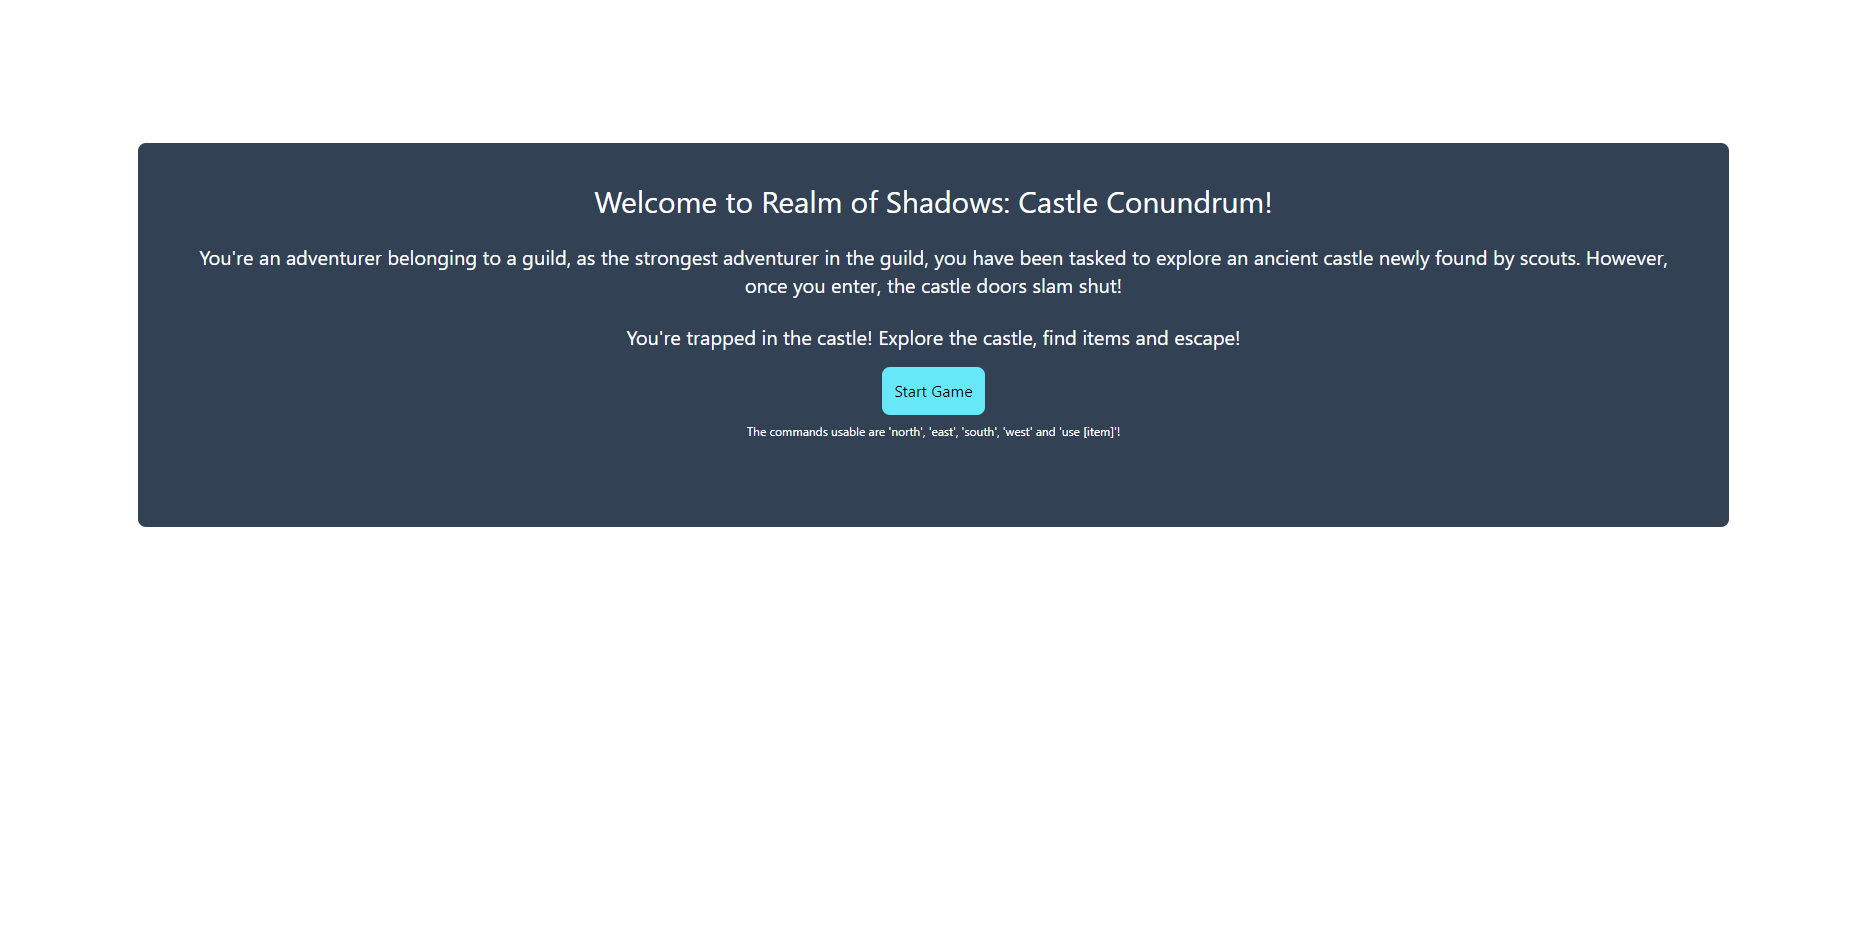 Welcome to Realm of Shadows: Castle Conundrum!
You're an adventurer belonging to a guild, as the strongest adventurer in the guild, you have been tasked to explore an ancient castle newly found by scouts. However,
once you enter, the castle doors slam shut!
You're trapped in the castle! Explore the castle, find items and escape!
Start Game
The commands usable are 'north', 'east', 'south', 'west' and 'use [item]'!